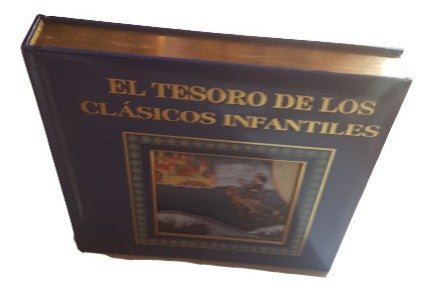 EL TESORO DE LOS
CLÁSICOS INFANTILES